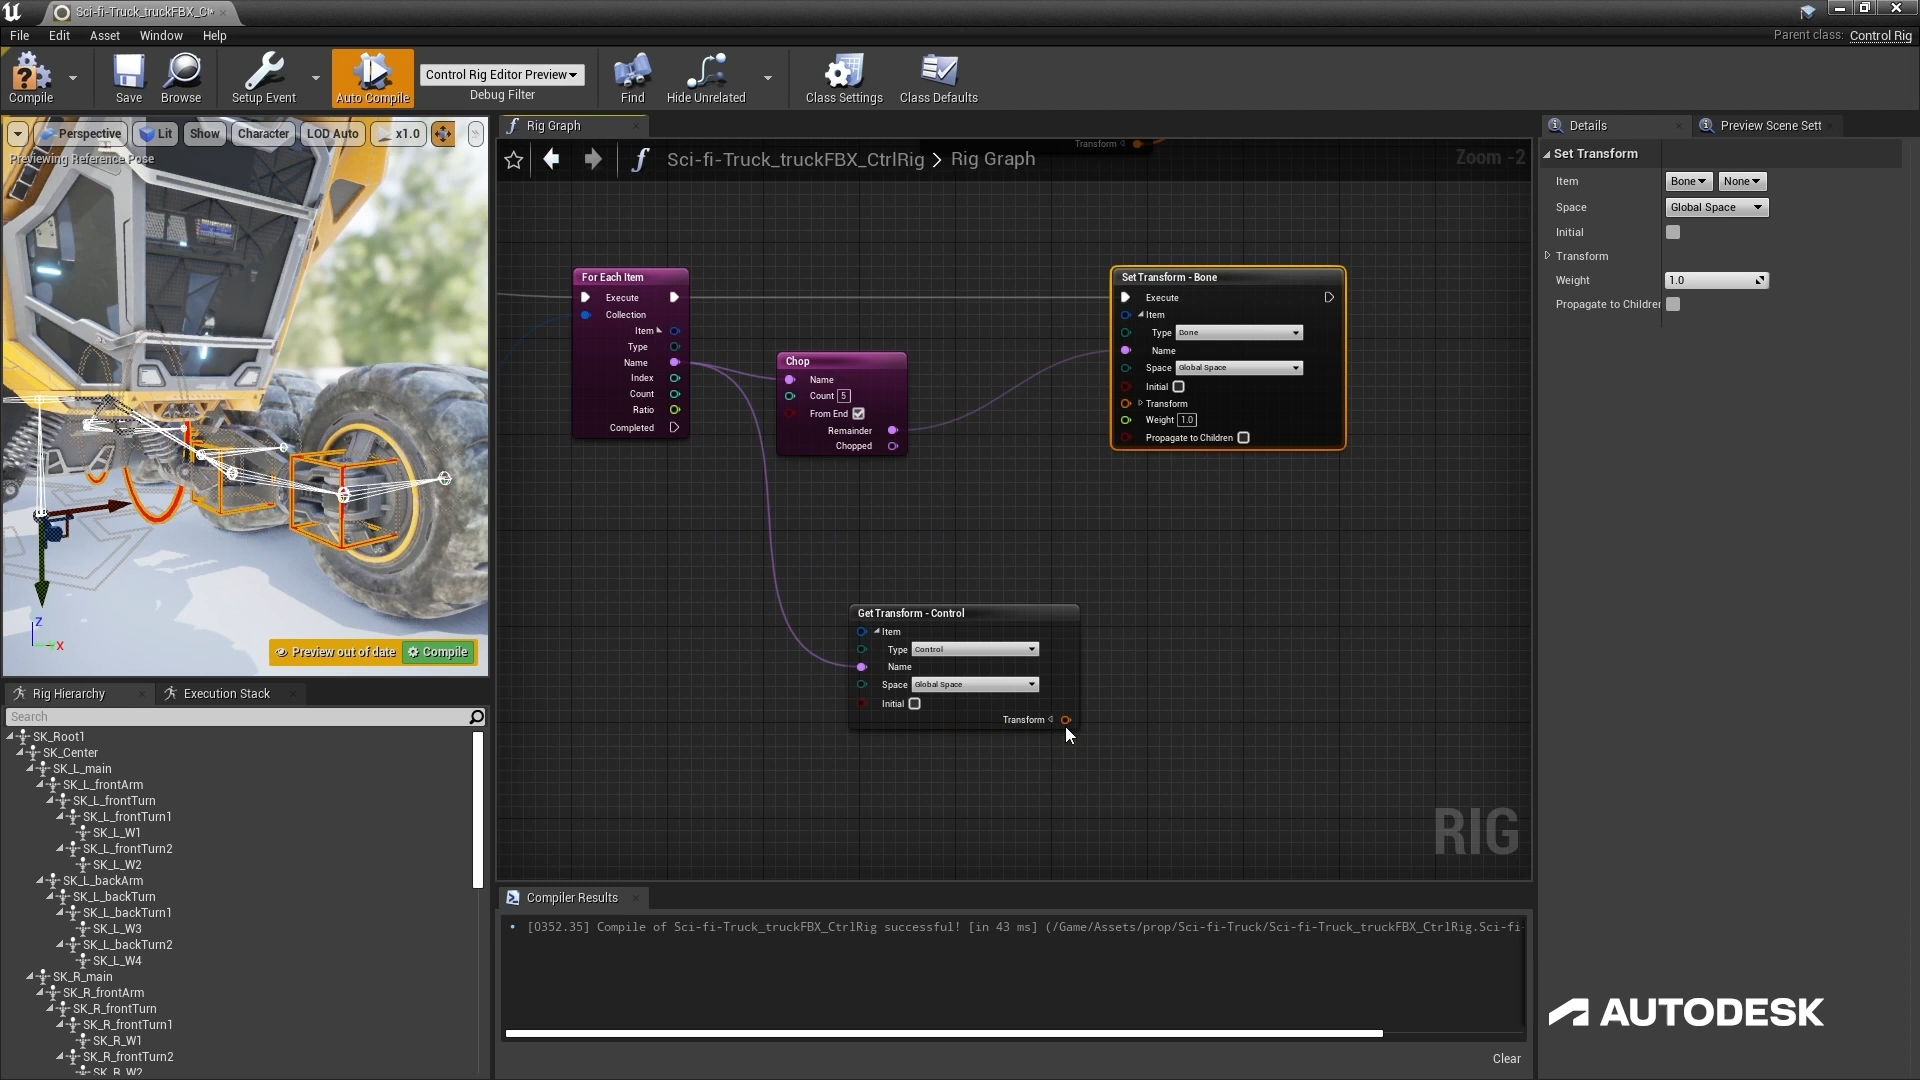 Sci-fi-Truck_truckFBX_C
File Edit Asset Window Help
Parent class: Control Rig
Compile
Save
Browse
Setup Event
Auto Compile
Control Rig Editor Preview
Debug Filter
Find
Hide Unrelated
Class Settings
Class Defaults
Perspective Lit Show Character LOD Auto x1.0
Previewing Reference Pose
Z
X
Preview out of date Compile
Rig Graph
Sci-fi-Truck_truckFBX_CtrlRig > Rig Graph
Transform
Zoom -2
For Each Item
Execute
Collection
Item
Type
Name
Index
Count
Ratio
Completed
Chop
Name
Count 5
From End
Remainder
Chopped
Set Transform - Bone
Execute
Item
Type Bone
Name
Space Global Space
Initial
Transform
Weight 1.0
Propagate to Children
Get Transform - Control
Item
Type Control
Name
Space Global Space
Initial
Transform
RIG
Details
Preview Scene Sett
Set Transform
Item Bone None
Space Global Space
Initial
Transform
Weight 1.0
Propagate to Childrer
Rig Hierarchy
Execution Stack
Search
SK_Root1
SK_Center
SK_L_main
SK_L_frontArm
SK_L_frontTurn
SK_L_frontTurn1
SK_L_W1
SK_L_frontTurn2
SK_L_W2
SK_L_backArm
SK_L_backTurn
SK_L_backTurn1
SK_L_W3
SK_L_backTurn2
SK_L_W4
SK_R_main
SK_R_frontArm
SK_R_frontTurn
SK_R_frontTurn1
SK_R_W1
SK_R_frontTurn2
SK_R_W2
Compiler Results
[0352.35] Compile of Sci-fi-Truck_truckFBX_CtrlRig successful! [in 43 ms] (/Game/Assets/prop/Sci-fi-Truck/Sci-fi-Truck_truckFBX_CtrlRig.Sci-fi-
Clear
AUTODESK